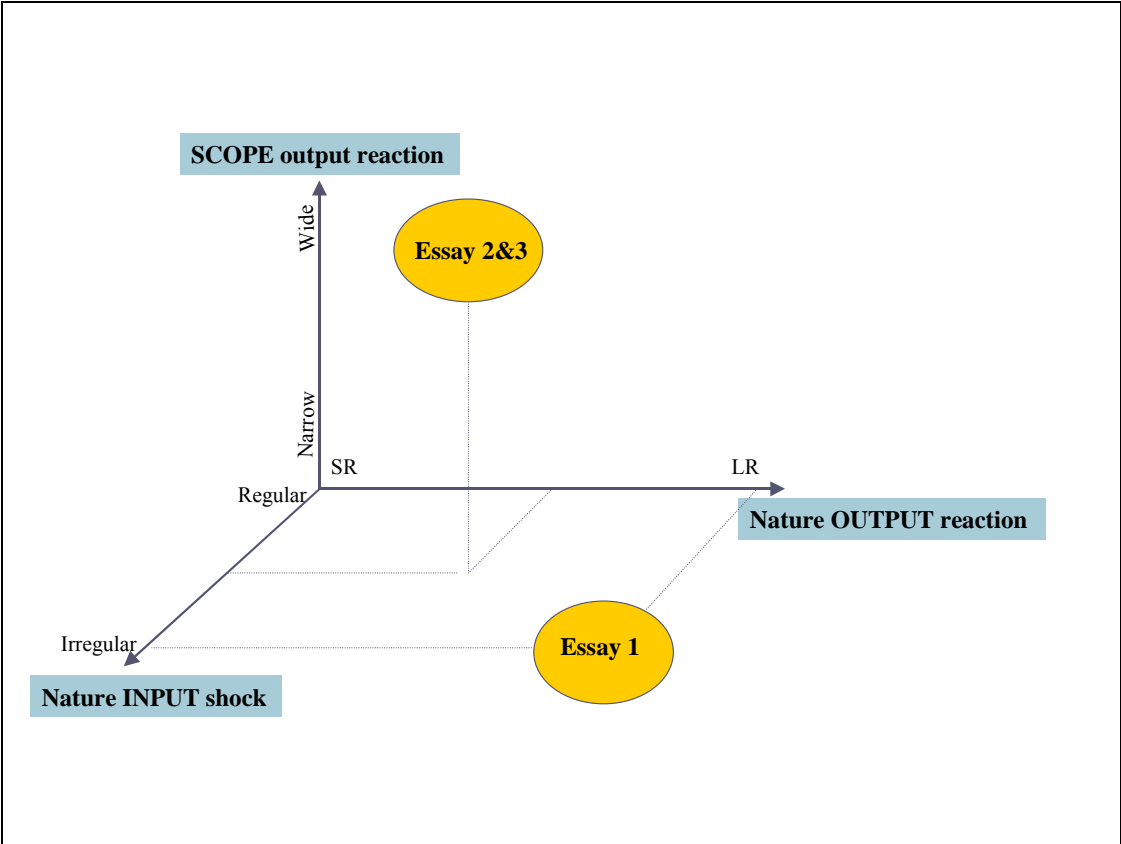 SCOPE output reaction
Wide
Essay 2&3
Narrow
SR
LR
Regular
Nature OUTPUT reaction
Irregular
Essay 1
Nature INPUT shock